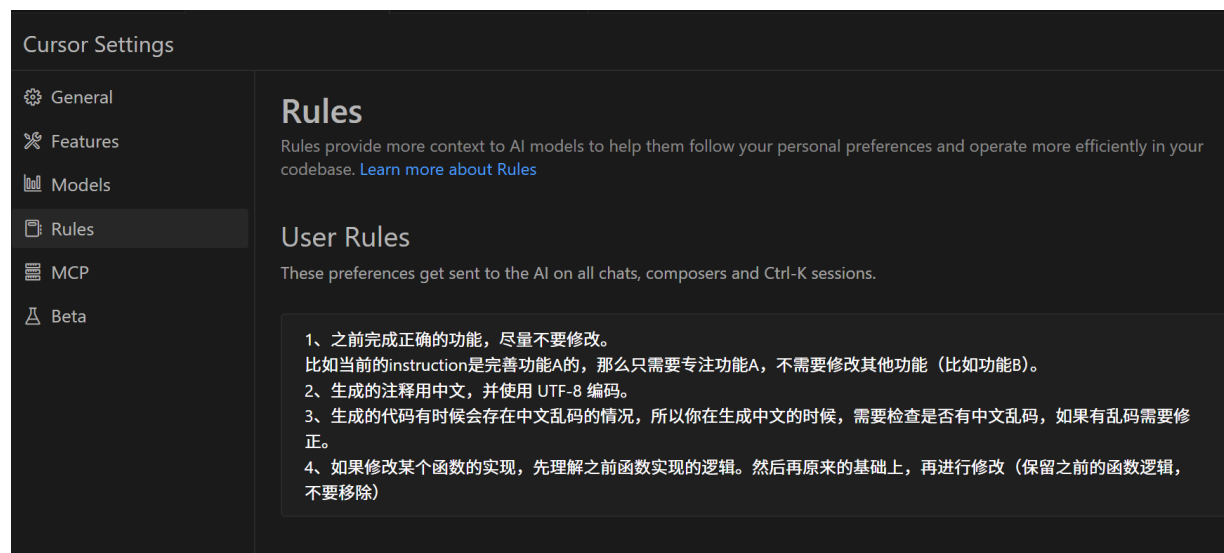 Cursor Settings
General
Features
Models
Rules
MCP
Beta
Rules
Rules provide more context to AI models to help them follow your personal preferences and operate more efficiently in your
codebase. Learn more about Rules
User Rules
These preferences get sent to the AI on all chats, composers and Ctrl-K sessions.
1、之前完成正确的功能，尽量不要修改。
比如当前的instruction是完善功能A的，那么只需要专注功能A，不需要修改其他功能（比如功能B）。
2、生成的注释用中文，并使用 UTF-8 编码。
3、生成的代码有时候会存在中文乱码的情况，所以你在生成中文的时候，需要检查是否有中文乱码，如果有乱码需要修
正。
4、如果修改某个函数的实现，先理解之前函数实现的逻辑。然后再原来的基础上，再进行修改（保留之前的函数逻辑，
不要移除）